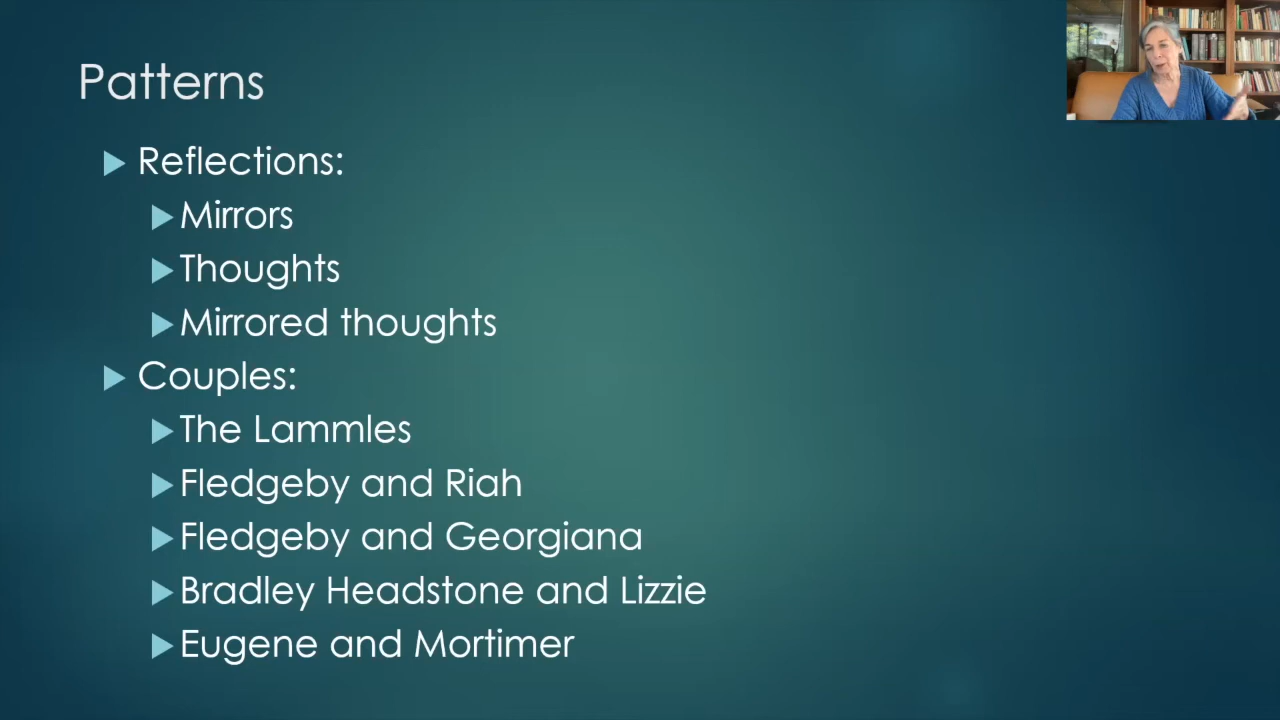 Patterns
Reflections:
Mirrors
Thoughts
Mirrored thoughts
Couples:
The Lammles
Fledgeby and Riah
Fledgeby and Georgiana
Bradley Headstone and Lizzie
Eugene and Mortimer